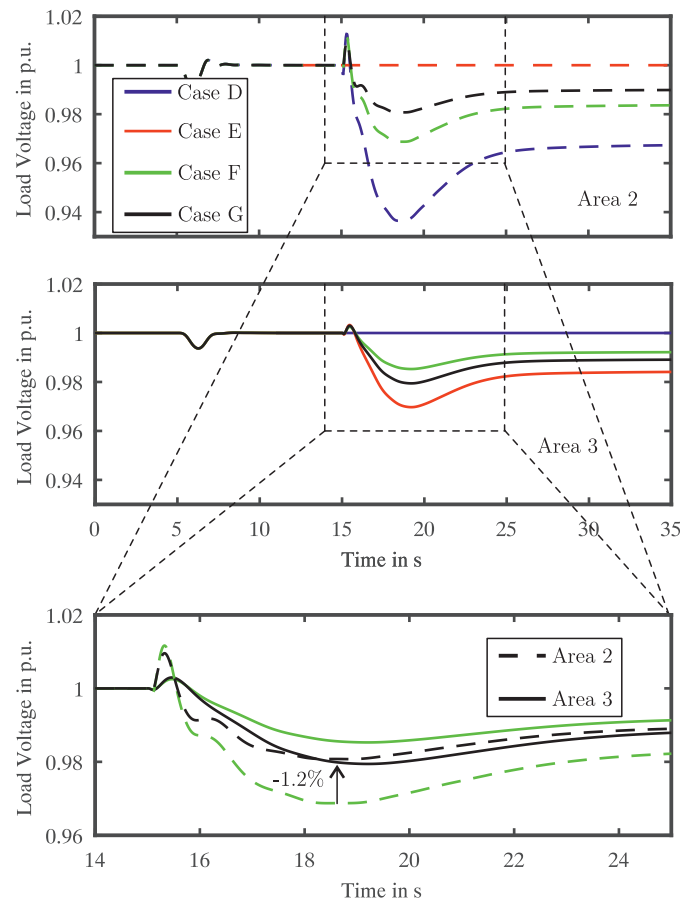 Load Voltage in p.u.
1.02
1
0.98
0.96
0.94
Case D
Case E
Case F
Case G
Area 2
Load Voltage in p.u.
1.02
1
0.98
0.96
0.94
Area 3
0 5 10 15 20 25 30 35
Time in s
Load Voltage in p.u.
1.02
1
0.98
0.96
Area 2
Area 3
-1.2%
14 16 18 20 22 24
Time in s